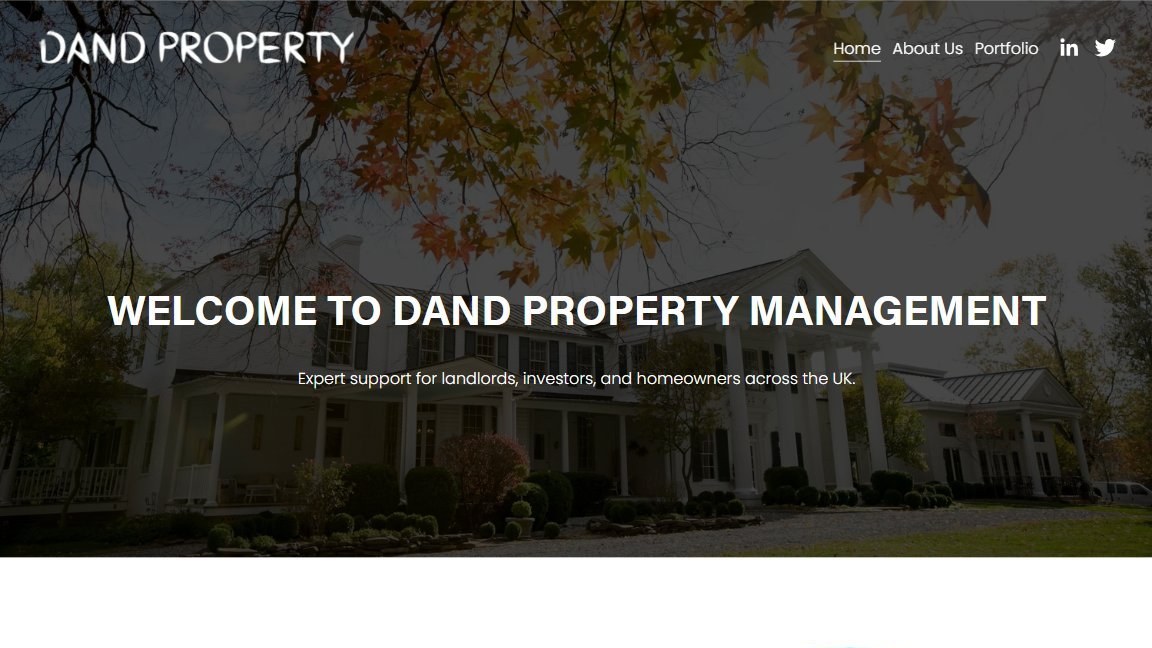 DAND PROPERTY
Home About Us Portfolio in
WELCOME TO DAND PROPERTY MANAGEMENT
Expert support for landlords, investors, and homeowners across the UK.